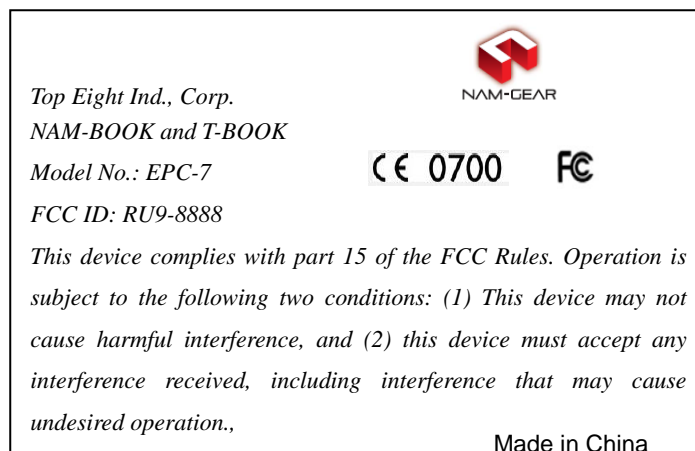 NAM-GEAR
Top Eight Ind., Corp.
NAM-BOOK and T-BOOK
Model No.: EPC-7
CE 0700 FC
FCC ID: RU9-8888
This device complies with part 15 of the FCC Rules. Operation is
subject to the following two conditions: (1) This device may not
cause harmful interference, and (2) this device must accept any
interference received, including interference that may cause
undesired operation.,
Made in China